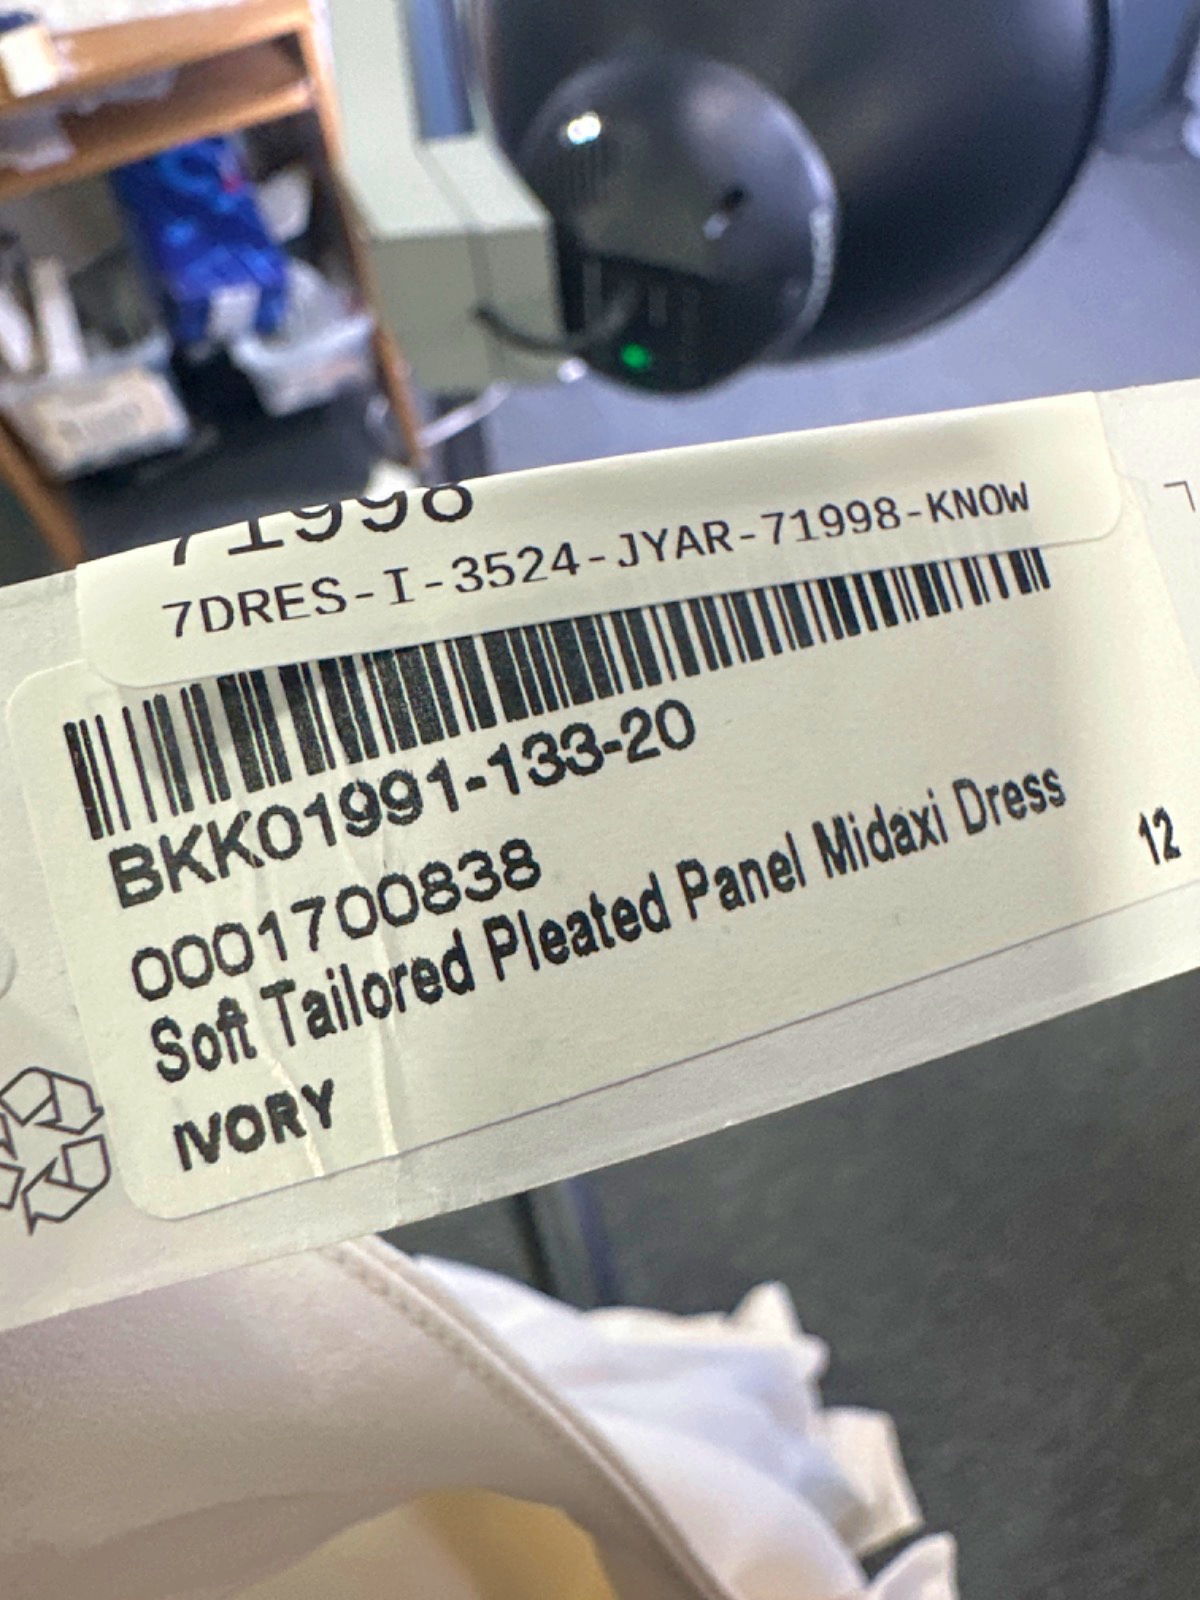 71998
7DRES-I-3524-JYAR-71998-KNOW
BKK01991-133-20
0001700838
Soft Tailored Pleated Panel Midaxi Dress
12
IVORY